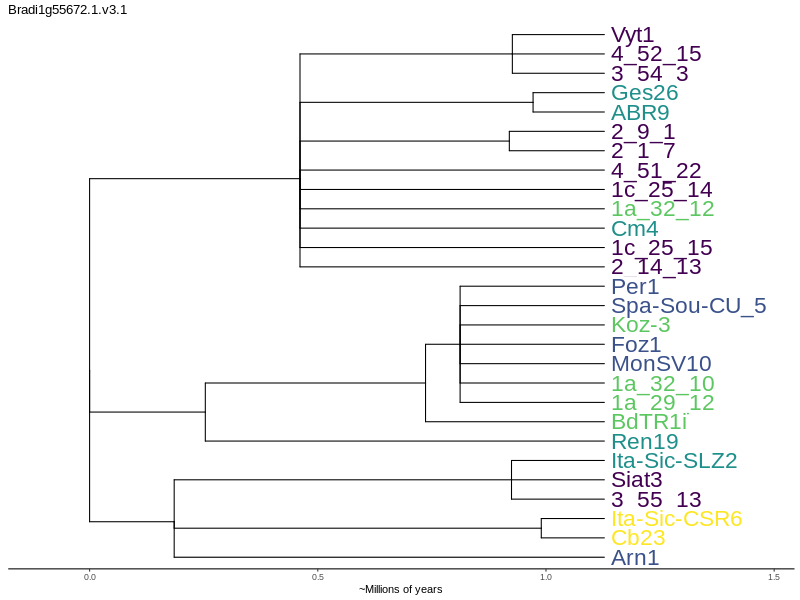 Bradi1g55672.1.v3.1
Vyt1
4_52_15
3_54_3
Ges26
ABR9
2_9_1
2_1_7
4_51_22
1c_25_14
1a_32_12
Cm4
1c_25_15
2_14_13
Per1
Spa-Sou-CU_5
Koz-3
Foz1
MonSV10
1a_32_10
1a_29_12
BdTR1i
Ren19
Ita-Sic-SLZ2
Siat3
3_55_13
Ita-Sic-CSR6
Cb23
Arn1
0.0 0.5 1.0 1.5
~Millions of years